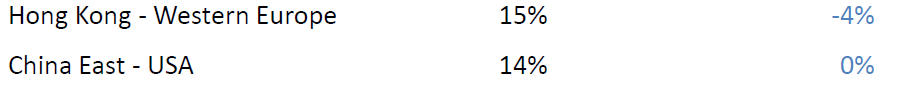 Hong Kong - Western Europe 15% -4%
China East - USA 14% 0%